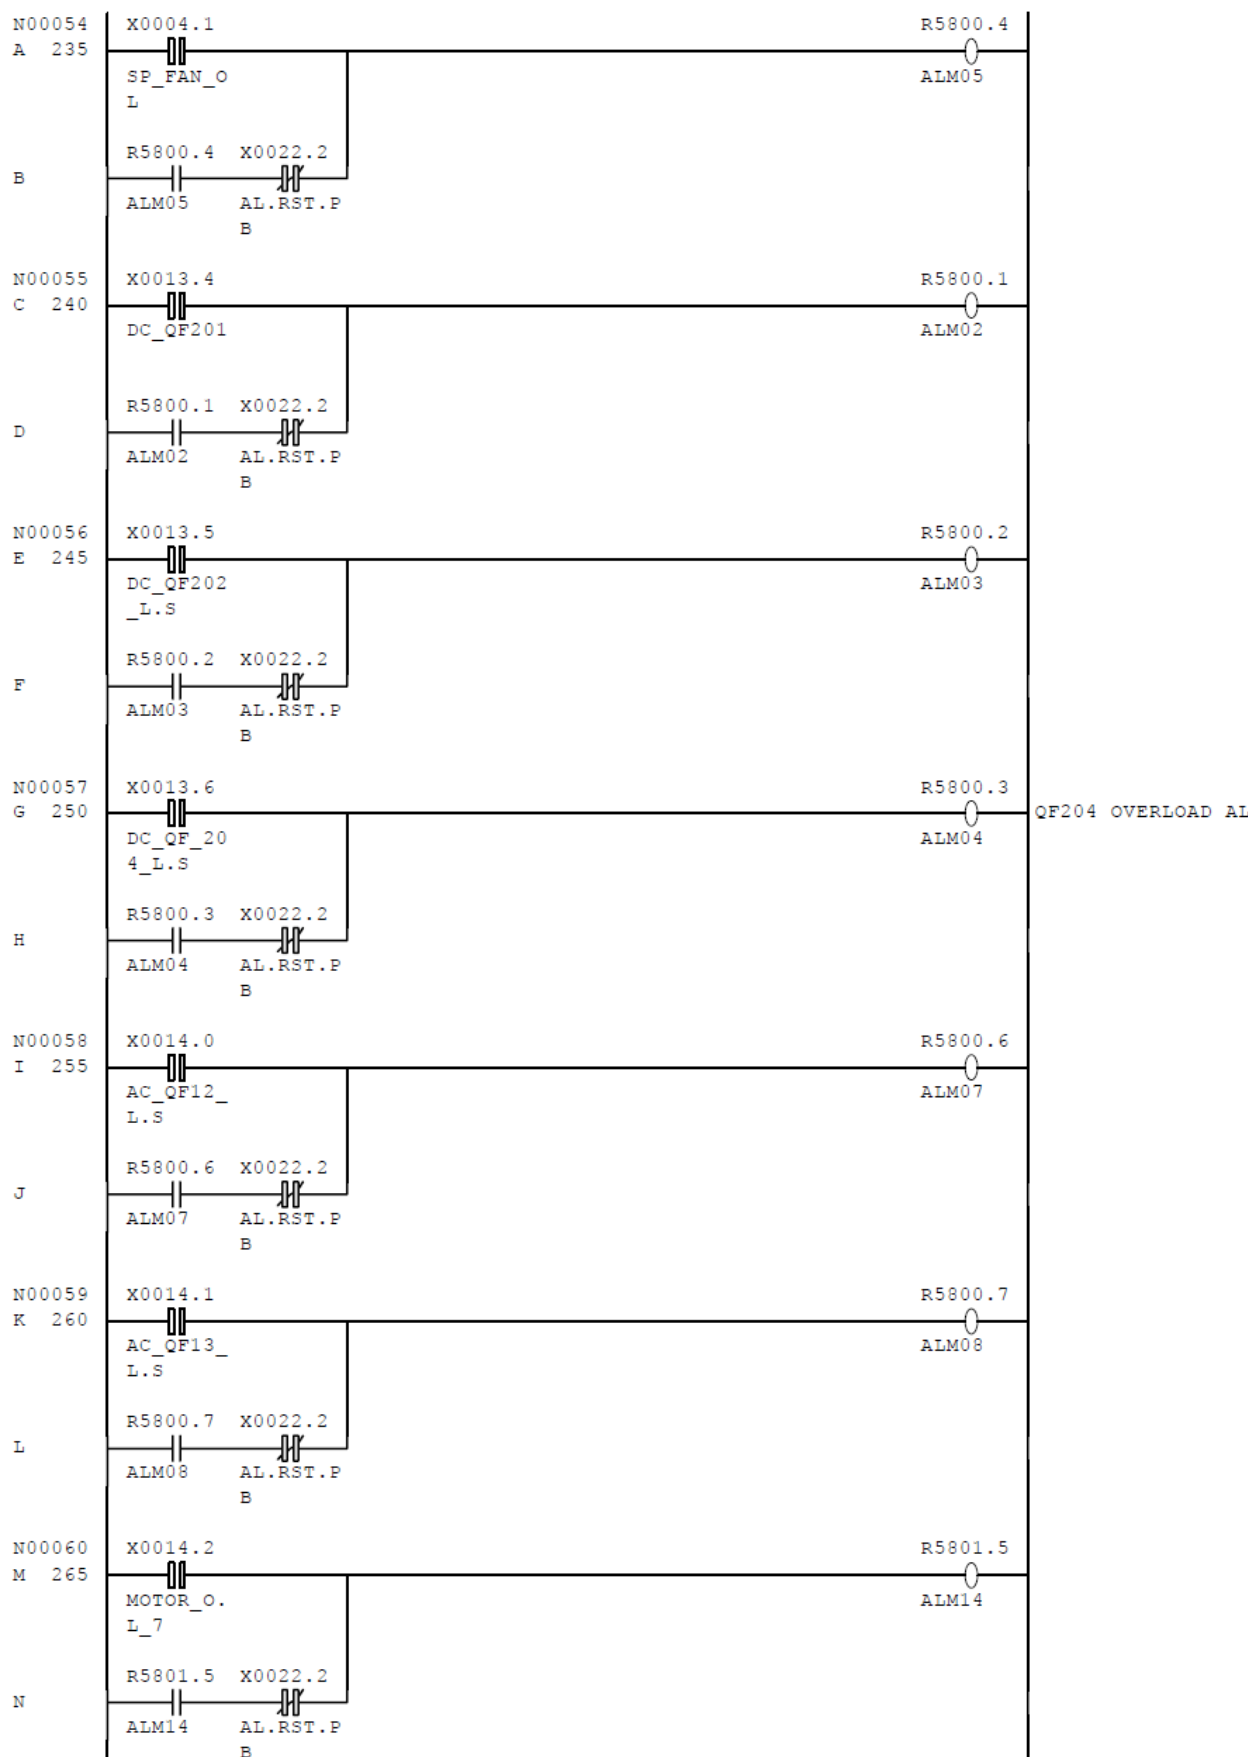 N00054 X0004.1 R5800.4
A 235
SP_FAN_O ALM05
L
R5800.4 X0022.2
B
ALM05 AL.RST.P
B
N00055 X0013.4 R5800.1
C 240
DC_QF201 ALM02
R5800.1 X0022.2
D
ALM02 AL.RST.P
B
N00056 X0013.5 R5800.2
E 245
DC_QF202 ALM03
_L.S
R5800.2 X0022.2
F
ALM03 AL.RST.P
B
N00057 X0013.6 R5800.3
G 250 QF204 OVERLOAD AL
DC_QF_20 ALM04
4_L.S
R5800.3 X0022.2
H
ALM04 AL.RST.P
B
N00058 X0014.0 R5800.6
I 255
AC_QF12_ ALM07
L.S
R5800.6 X0022.2
J
ALM07 AL.RST.P
B
N00059 X0014.1 R5800.7
K 260
AC_QF13_ ALM08
L.S
R5800.7 X0022.2
L
ALM08 AL.RST.P
B
N00060 X0014.2 R5801.5
M 265
MOTOR_O. ALM14
L_7
R5801.5 X0022.2
N
ALM14 AL.RST.P
B